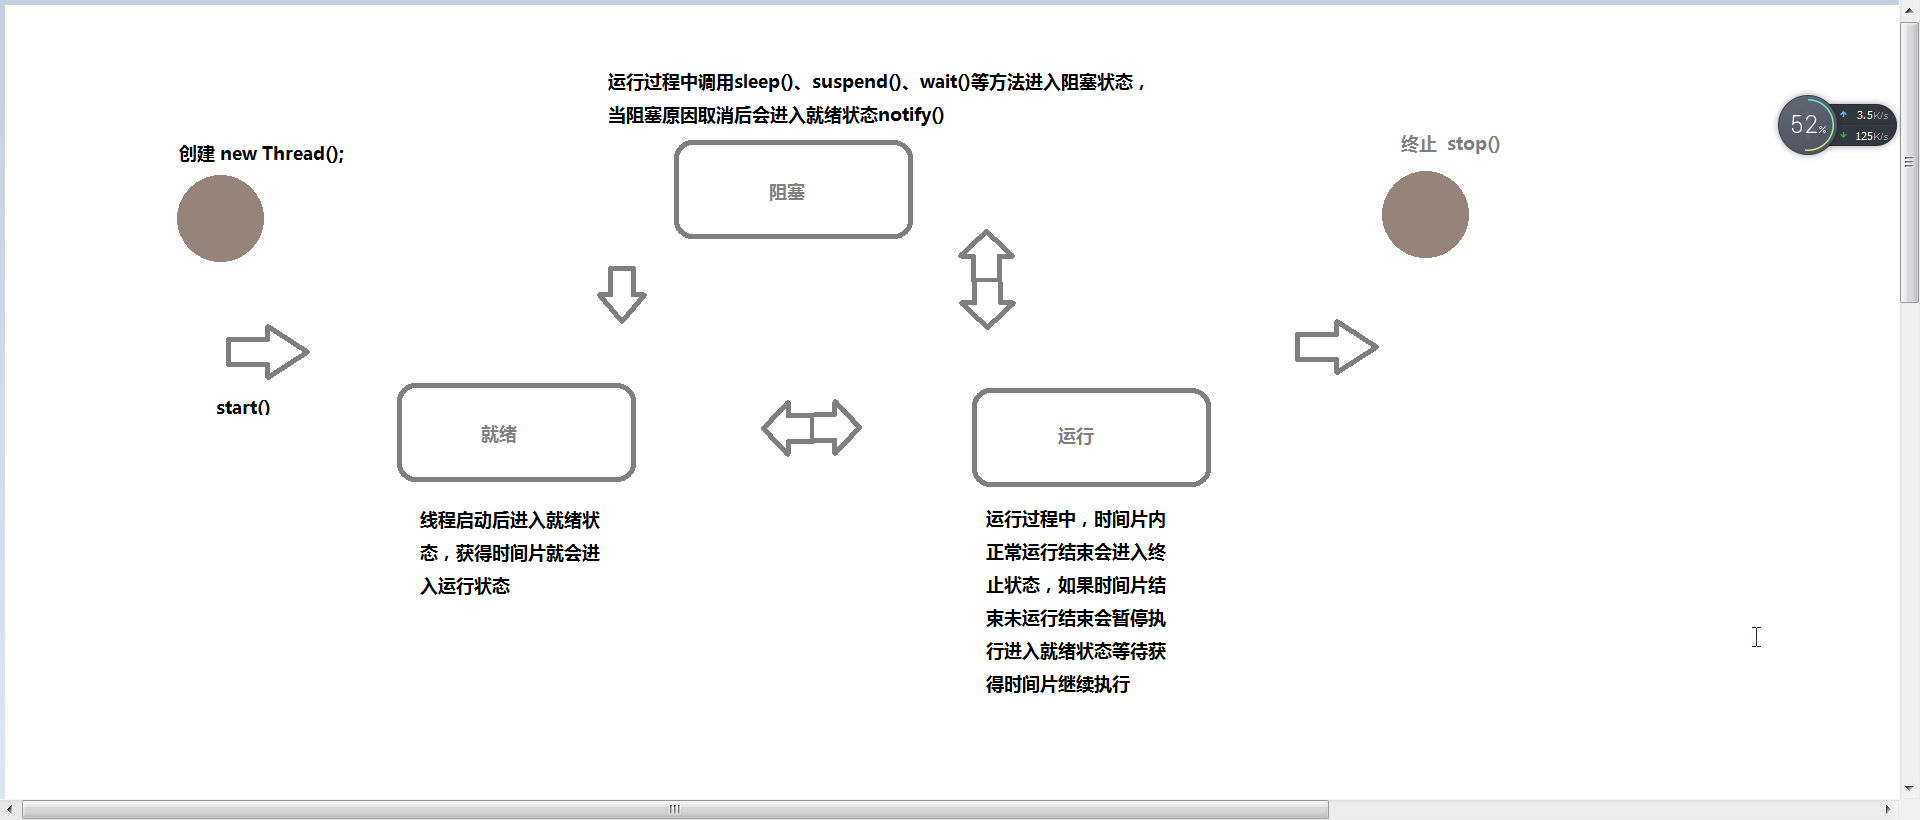 运行过程中调用sleep()、suspend()、wait()等方法进入阻塞状态，
当阻塞原因取消后会进入就绪状态notify()
创建 new Thread();
终止 stop()
52%
3.5K/s
125K/s
阻塞
start()
就绪
运行
线程启动后进入就绪状
态，获得时间片就会进
入运行状态
运行过程中，时间片内
正常运行结束会进入终
止状态，如果时间片结
束未运行结束会暂停执
行进入就绪状态等待获
得时间片继续执行